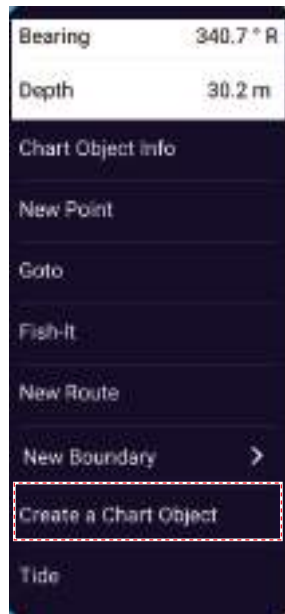 Bearing 340.7 ° R
Depth 30.2 m
Chart Object Info
New Point
Goto
Fish-It
New Route
New Boundary >
Create a Chart Object
Tide